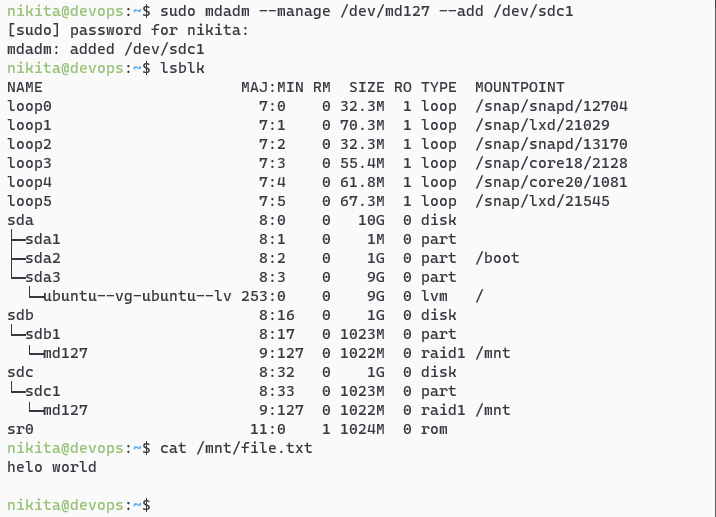 nikita@devops:~$ sudo mdadm --manage /dev/md127 --add /dev/sdc1
[sudo] password for nikita:
mdadm: added /dev/sdc1
nikita@devops:~$ lsblk
NAME                      MAJ:MIN RM  SIZE RO TYPE  MOUNTPOINT
loop0                       7:0    0 32.3M  1 loop  /snap/snapd/12704
loop1                       7:1    0 70.3M  1 loop  /snap/lxd/21029
loop2                       7:2    0 32.3M  1 loop  /snap/snapd/13170
loop3                       7:3    0 55.4M  1 loop  /snap/core18/2128
loop4                       7:4    0 61.8M  1 loop  /snap/core20/1081
loop5                       7:5    0 67.3M  1 loop  /snap/lxd/21545
sda                         8:0    0   10G  0 disk
├─sda1                      8:1    0    1M  0 part
├─sda2                      8:2    0    1G  0 part  /boot
└─sda3                      8:3    0    9G  0 part
  └─ubuntu--vg-ubuntu--lv 253:0    0    9G  0 lvm   /
sdb                         8:16   0    1G  0 disk
└─sdb1                      8:17   0 1023M  0 part
  └─md127                   9:127  0 1022M  0 raid1 /mnt
sdc                         8:32   0    1G  0 disk
└─sdc1                      8:33   0 1023M  0 part
  └─md127                   9:127  0 1022M  0 raid1 /mnt
sr0                        11:0    1 1024M  0 rom
nikita@devops:~$ cat /mnt/file.txt
helo world
nikita@devops:~$